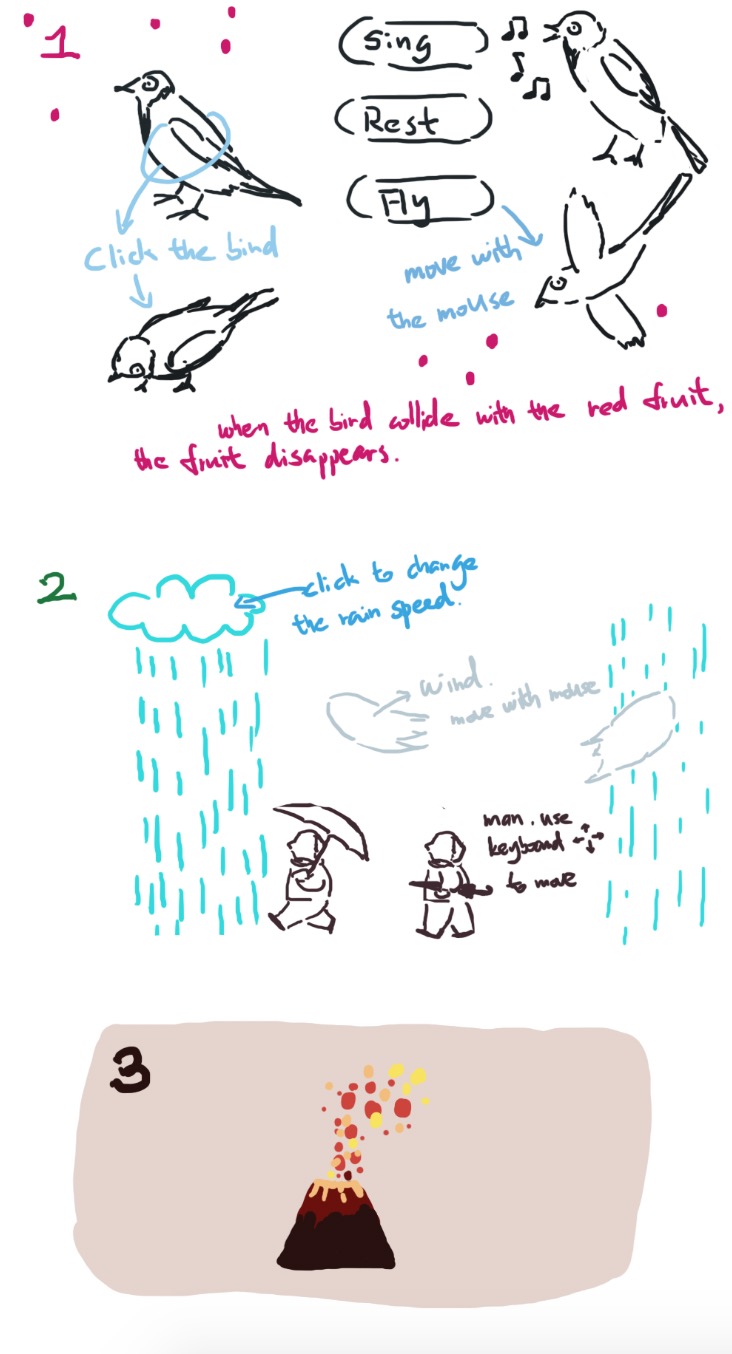 1
Sing
Rest
Fly
Click the bird
move with
the mouse
when the bird collide with the red fruit,
the fruit disappears.
2
click to change
the rain speed.
wind.
move with mouse
man. use
keyboard
to move
3